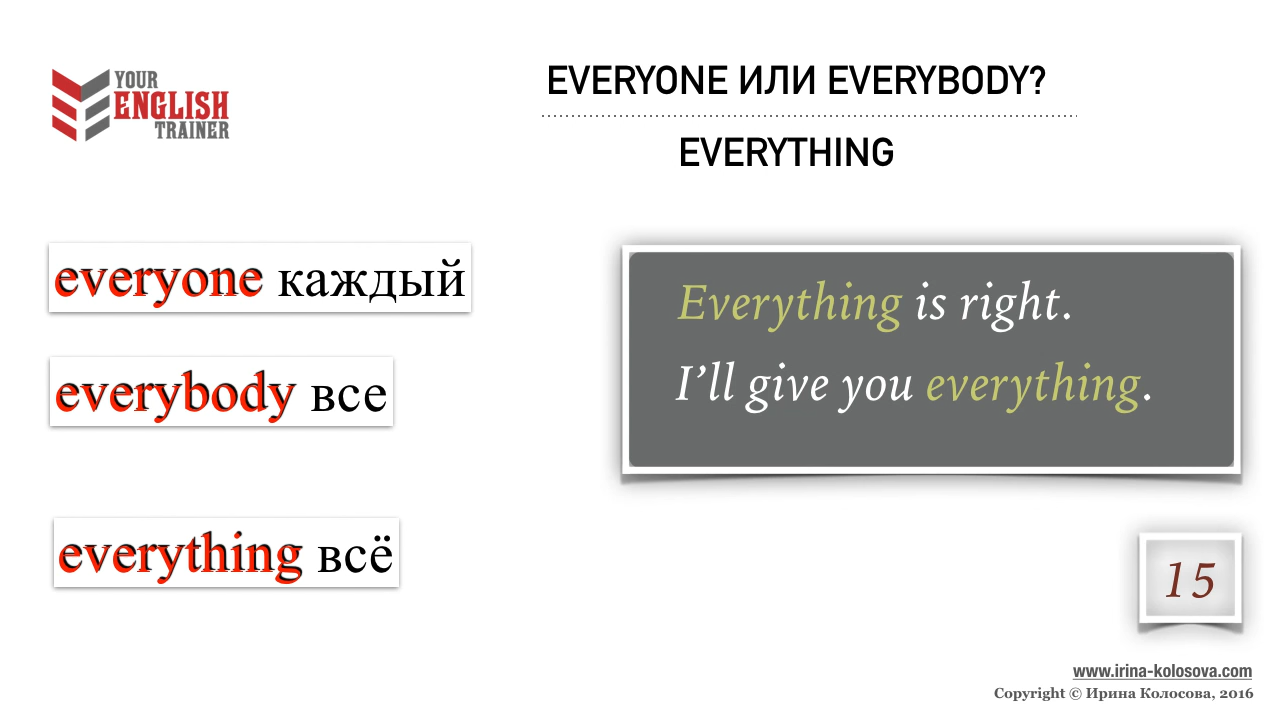 YOUR
ENGLISH
TRAINER
EVERYONE ИЛИ EVERYBODY?
EVERYTHING
everyone каждый
everybody все
everything всё
Everything is right.
I’ll give you everything.
15
www.irina-kolosova.com
Copyright © Ирина Колосова, 2016